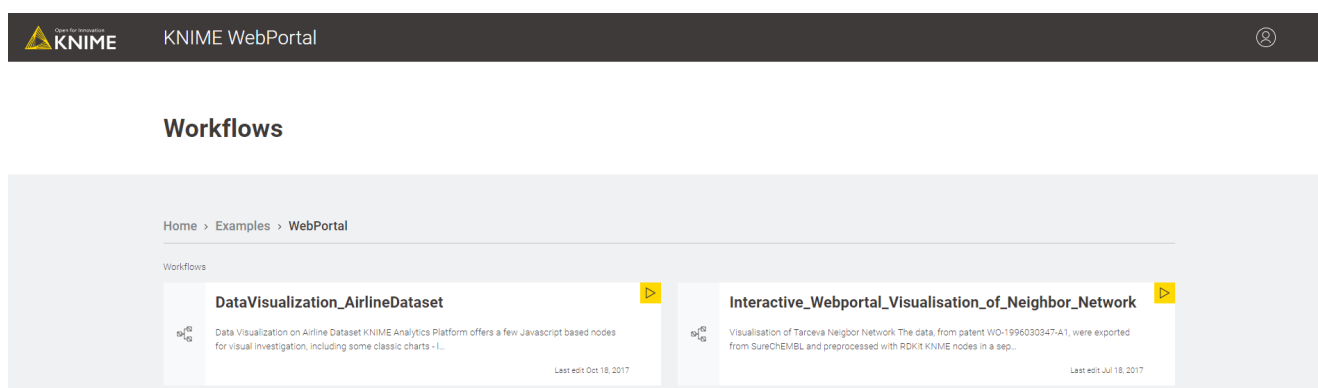 Open for Innovation
KNIME
KNIME WebPortal
Workflows
Home › Examples › WebPortal
Workflows
DataVisualization_AirlineDataset
Data Visualization on Airline Dataset KNIME Analytics Platform offers a few Javascript based nodes
for visual investigation, including some classic charts - l...
Last edit Oct 18, 2017
Interactive_Webportal_Visualisation_of_Neighbor_Network
Visualisation of Tarceva Neigbor Network The data, from patent WO-1996030347-A1, were exported
from SureChEMBL and preprocessed with RDKit KNME nodes in a sep...
Last edit Jul 18, 2017